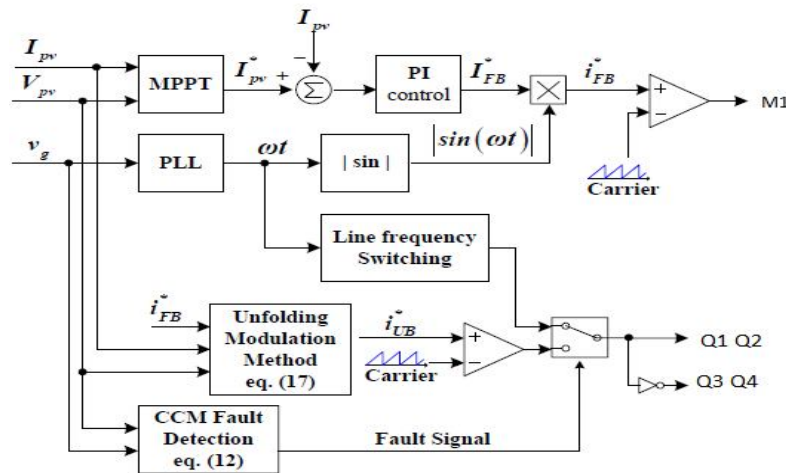 I_pv
I_pv
V_pv
MPPT
I*_pv
+
−
Σ
PI
control
I*_FB
i*_FB
+
−
M1
v_g
PLL
ωt
| sin |
|sin(ωt)|
Carrier
Line frequency
Switching
i*_FB
Unfolding
Modulation
Method
eq. (17)
i*_UB
+
−
Carrier
Q1 Q2
Q3 Q4
CCM Fault
Detection
eq. (12)
Fault Signal